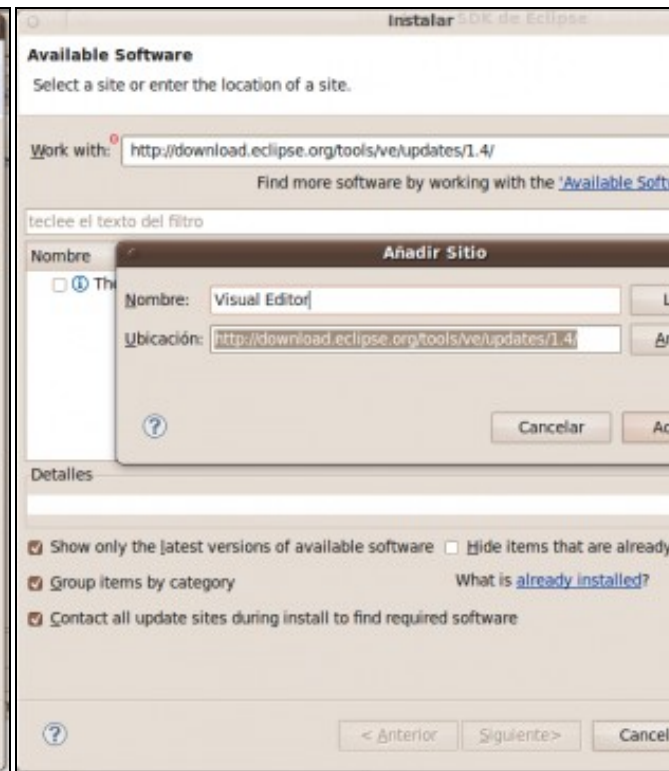 Instalar SDK de Eclipse
Available Software
Select a site or enter the location of a site.
Work with: http://download.eclipse.org/tools/ve/updates/1.4/
Find more software by working with the 'Available Soft
teclee el texto del filtro
Nombre
Th
Añadir Sitio
Nombre: Visual Editor
L
Ubicación: http://download.eclipse.org/tools/ve/updates/1.4/
Ar
Cancelar
Ac
Detalles
Show only the latest versions of available software Hide items that are already
Group items by category What is already installed?
Contact all update sites during install to find required software
< Anterior Siguiente> Cancel